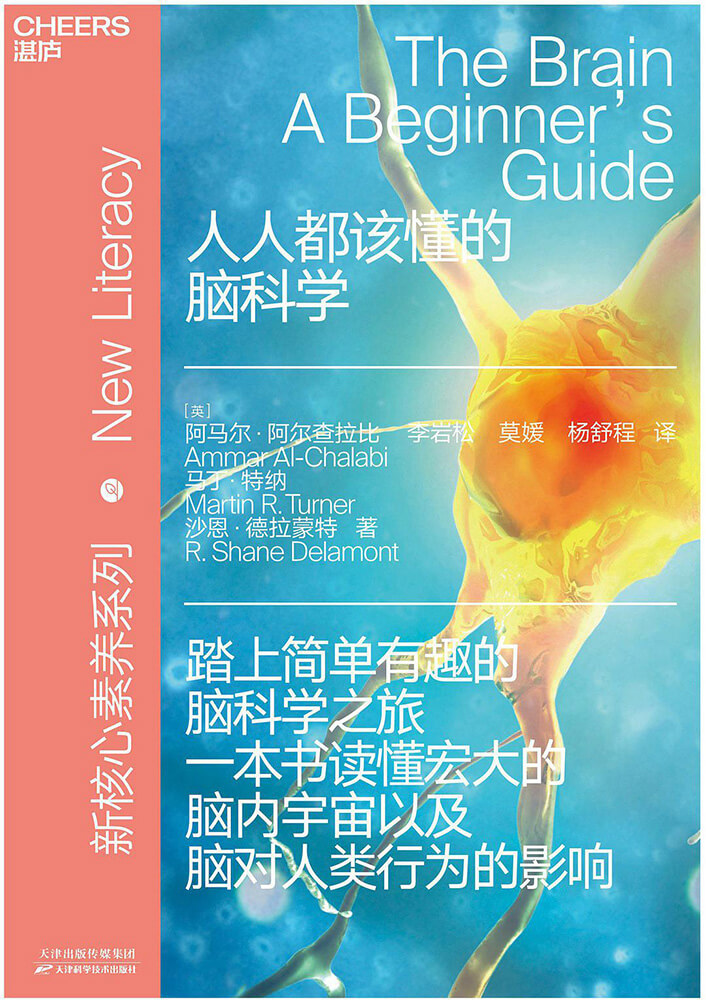 CHEERS
湛庐
The Brain
A Beginner's
Guide
人人都该懂的
脑科学
[英]
阿马尔·阿尔查拉比 李岩松 莫媛 杨舒程 译
Ammar Al-Chalabi
马丁·特纳
Martin R. Turner
沙恩·德拉蒙特 著
R. Shane Delamont
踏上简单有趣的
脑科学之旅
一本书读懂宏大的
脑内宇宙以及
脑对人类行为的影响
新核心素养系列 New Literacy
天津出版传媒集团
天津科学技术出版社